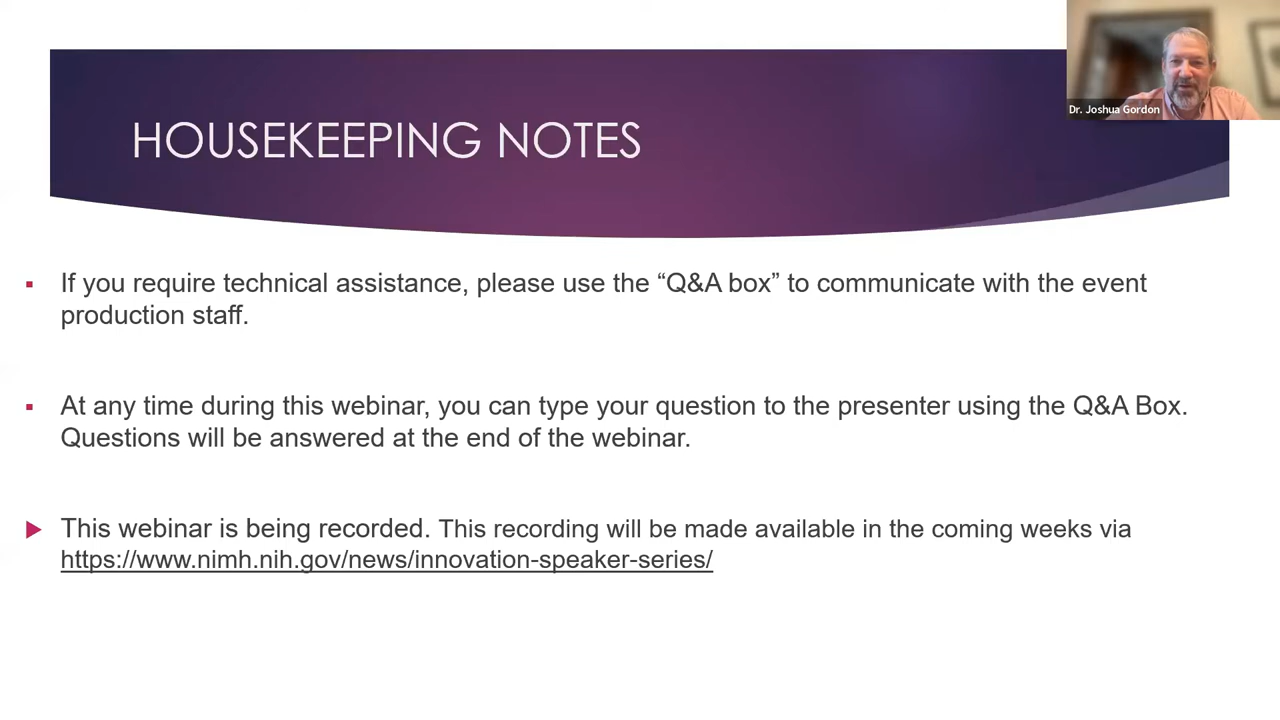 Dr. Joshua Gordon
HOUSEKEEPING NOTES
If you require technical assistance, please use the “Q&A box” to communicate with the event
production staff.
At any time during this webinar, you can type your question to the presenter using the Q&A Box.
Questions will be answered at the end of the webinar.
This webinar is being recorded. This recording will be made available in the coming weeks via
https://www.nimh.nih.gov/news/innovation-speaker-series/